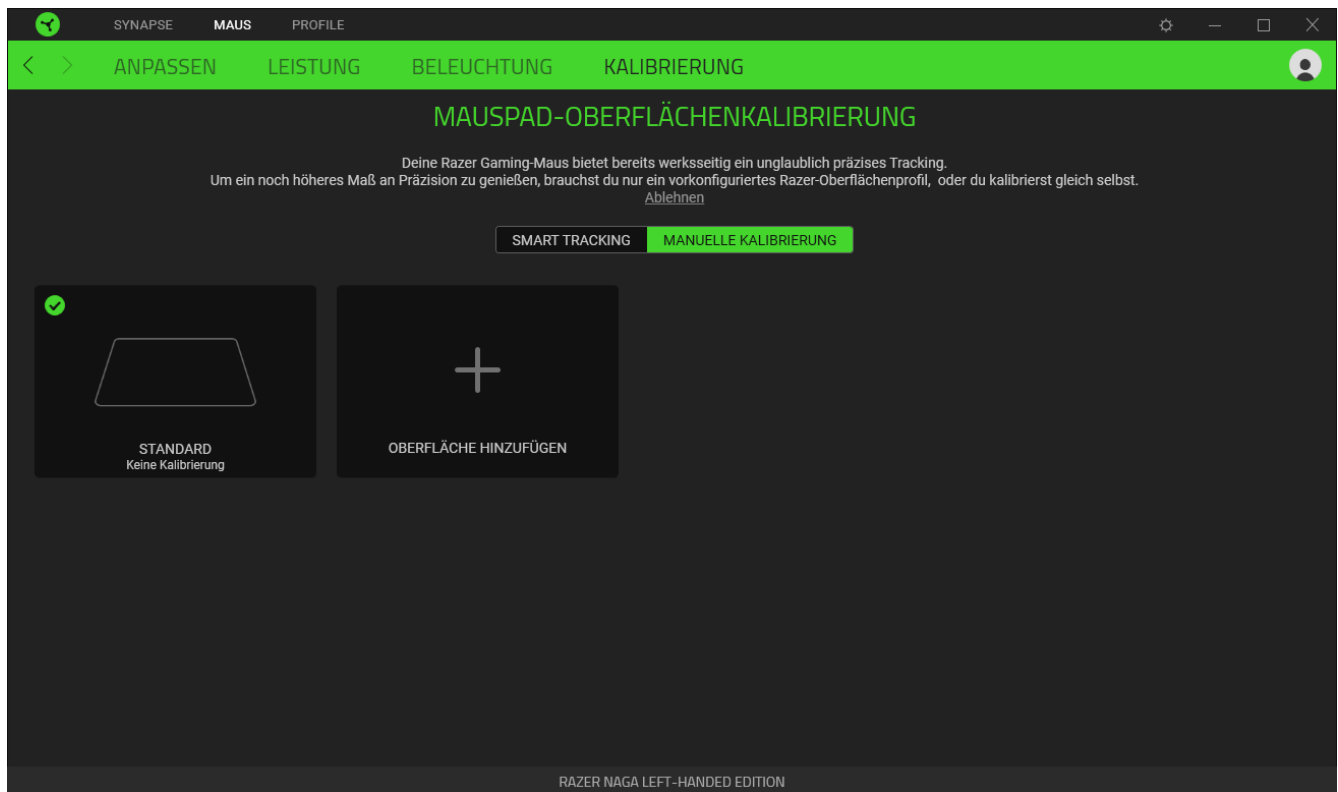 SYNAPSE MAUS PROFILE
ANPASSEN LEISTUNG BELEUCHTUNG KALIBRIERUNG
MAUSPAD-OBERFLÄCHENKALIBRIERUNG
Deine Razer Gaming-Maus bietet bereits werksseitig ein unglaublich präzises Tracking.
Um ein noch höheres Maß an Präzision zu genießen, brauchst du nur ein vorkonfiguriertes Razer-Oberflächenprofil, oder du kalibrierst gleich selbst.
Ablehnen
SMART TRACKING MANUELLE KALIBRIERUNG
STANDARD
Keine Kalibrierung
OBERFLÄCHE HINZUFÜGEN
RAZER NAGA LEFT-HANDED EDITION